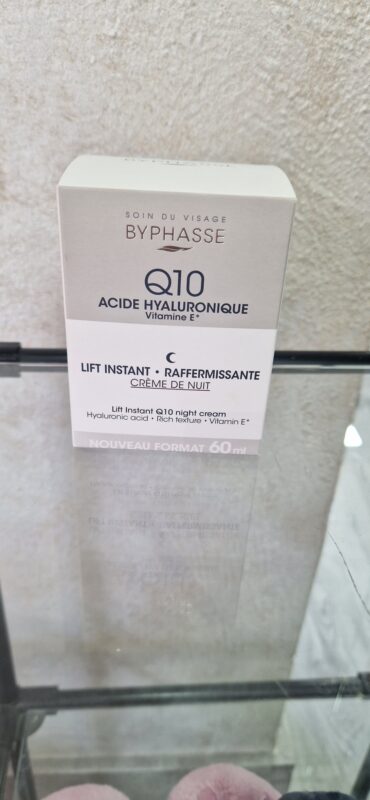 SOIN DU VISAGE
BYPHASSE
Q10
ACIDE HYALURONIQUE
Vitamine E*
LIFT INSTANT • RAFFERMISSANTE
CRÈME DE NUIT
Lift Instant Q10 night cream
Hyaluronic acid • Rich texture • Vitamin E*
NOUVEAU FORMAT 60 ml